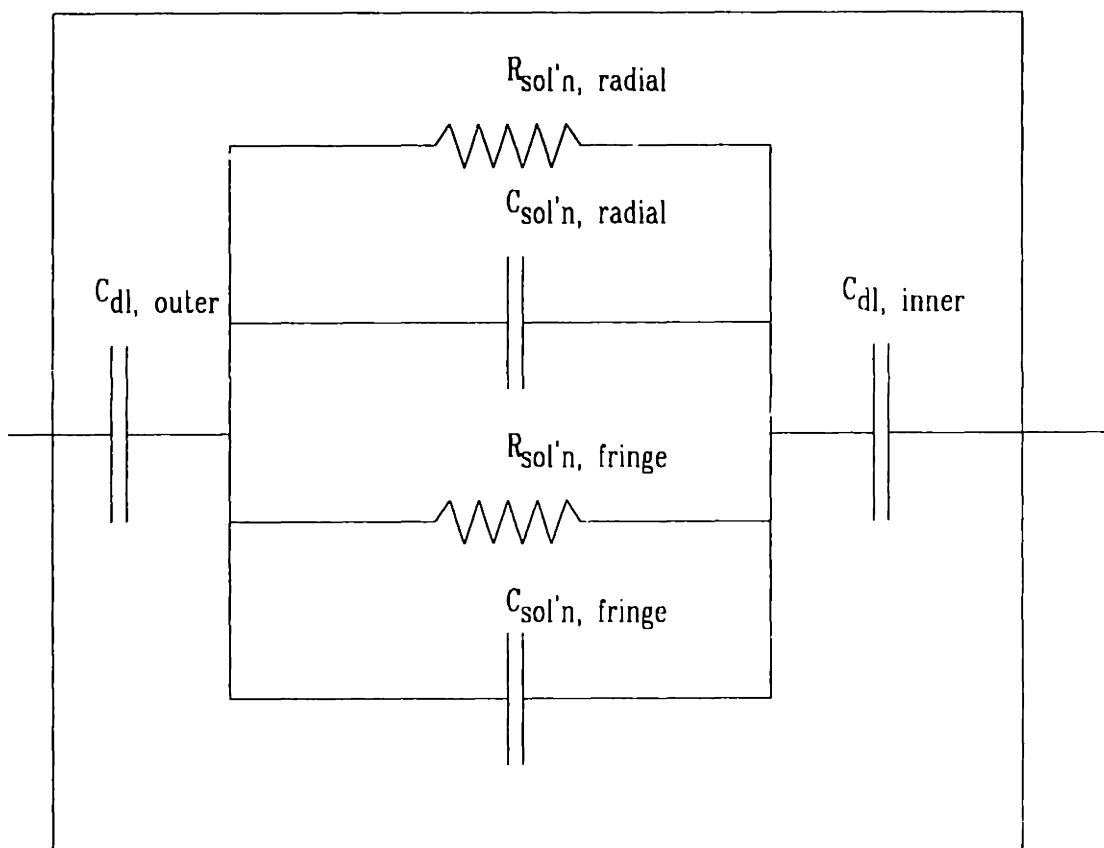 Rsol'n, radial
Csol'n, radial
Cdl, outer
Cdl, inner
Rsol'n, fringe
Csol'n, fringe